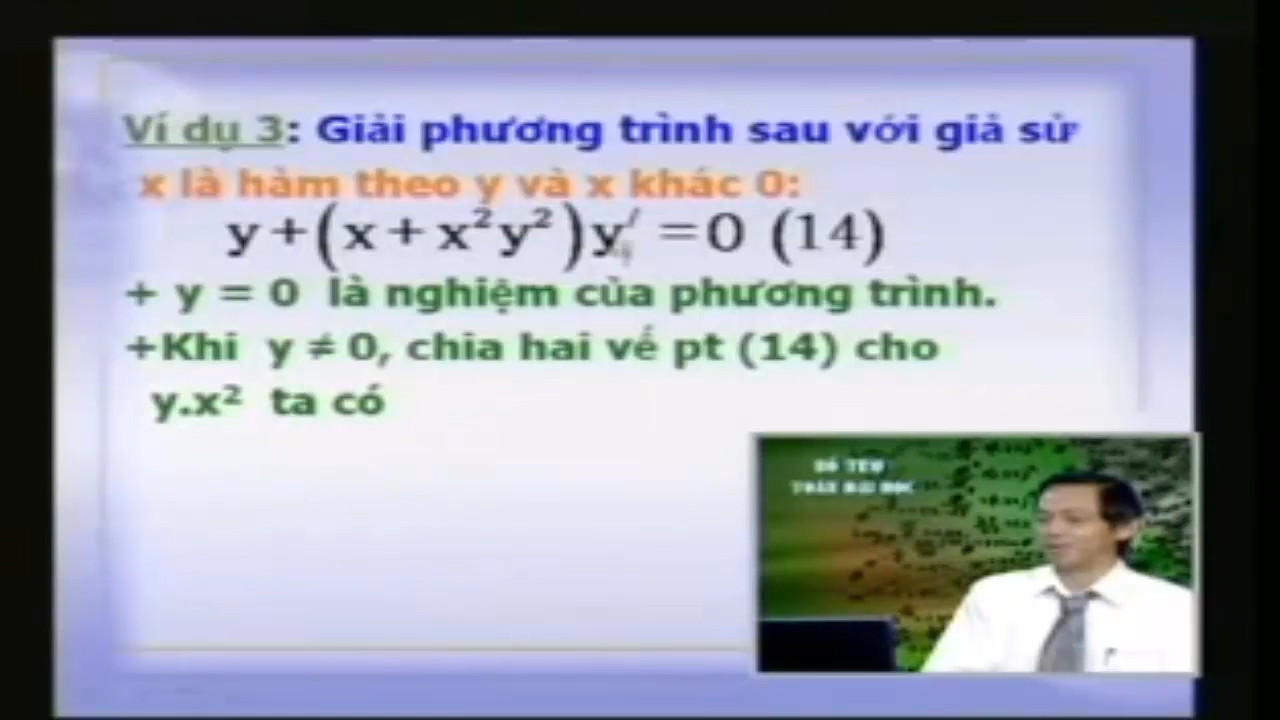 Ví dụ 3: Giải phương trình sau với giả sử
x là hàm theo y và x khác 0:
y+(x+x²y²)y′=0 (14)
+ y = 0 là nghiệm của phương trình.
+Khi y ≠ 0, chia hai vế pt (14) cho
y.x² ta có